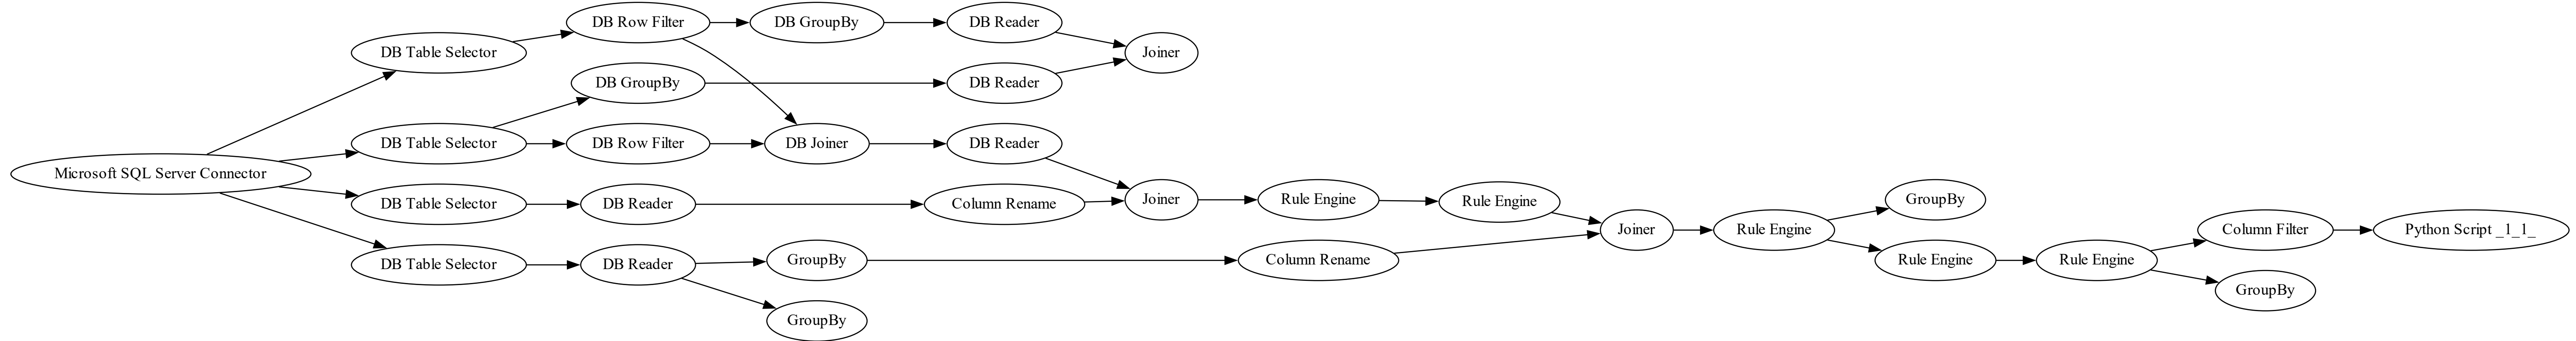 DB Row Filter
DB GroupBy
DB Reader
DB Table Selector
Joiner
DB GroupBy
DB Reader
DB Table Selector
DB Row Filter
DB Joiner
DB Reader
Microsoft SQL Server Connector
DB Table Selector
DB Reader
Column Rename
Joiner
Rule Engine
Rule Engine
GroupBy
Joiner
Rule Engine
Column Filter
Python Script _1_1_
DB Table Selector
DB Reader
GroupBy
Column Rename
Rule Engine
Rule Engine
GroupBy
GroupBy